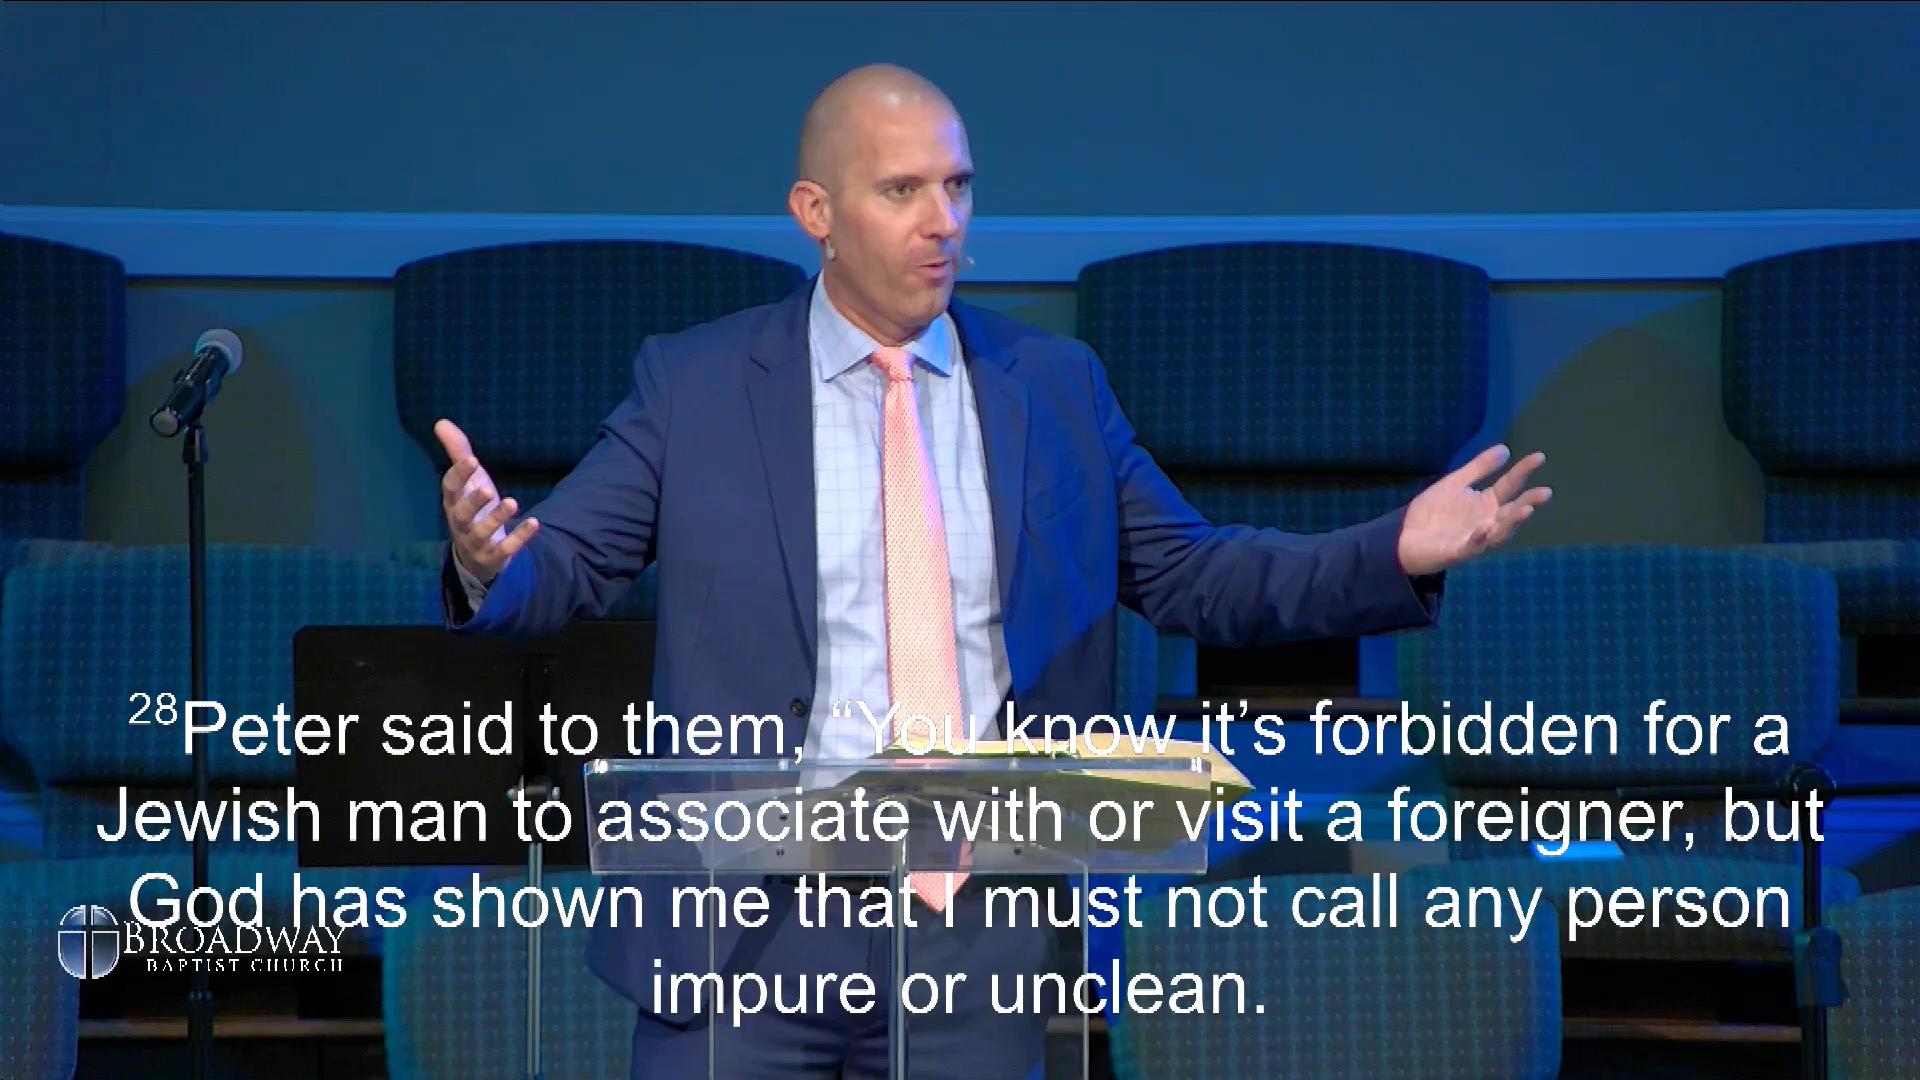 28Peter said to them, “You know it’s forbidden for a
Jewish man to associate with or visit a foreigner, but
God has shown me that I must not call any person
impure or unclean.
BROADWAY
BAPTIST CHURCH